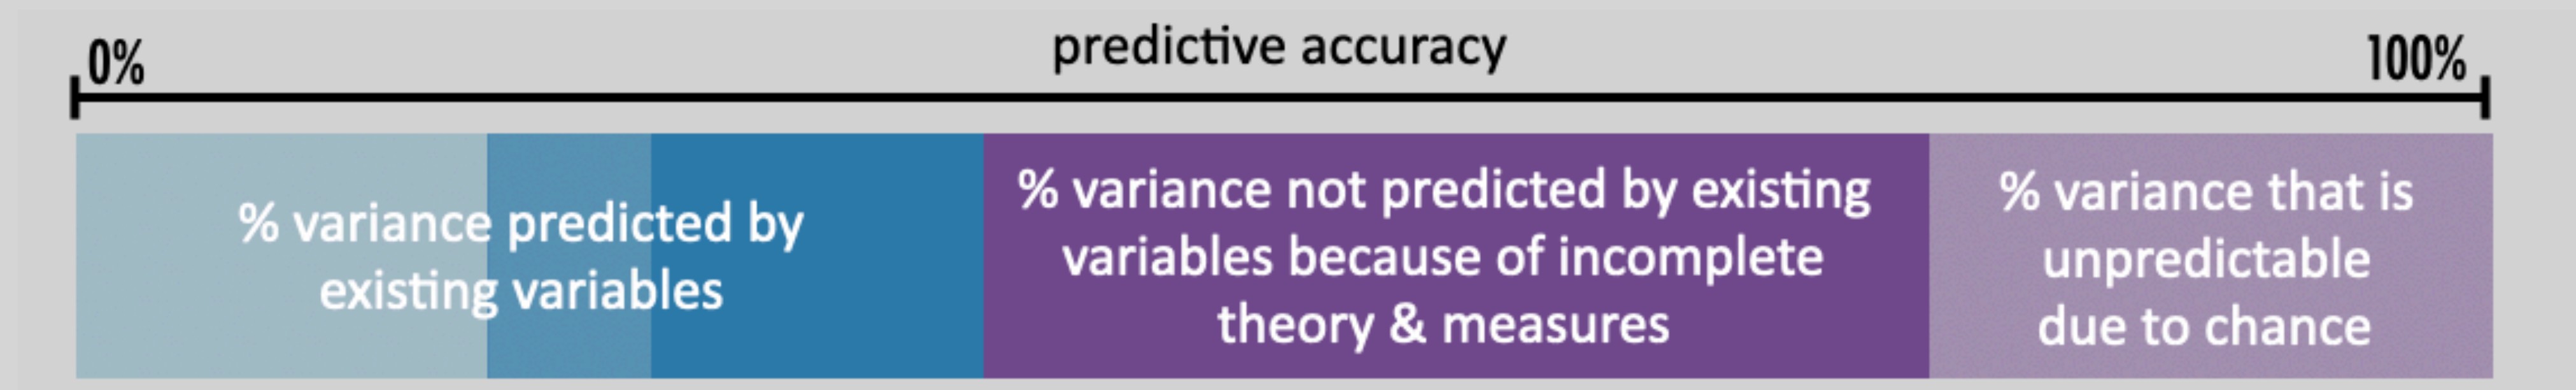 0%
predictive accuracy
100%
% variance predicted by
existing variables
% variance not predicted by existing
variables because of incomplete
theory & measures
% variance that is
unpredictable
due to chance